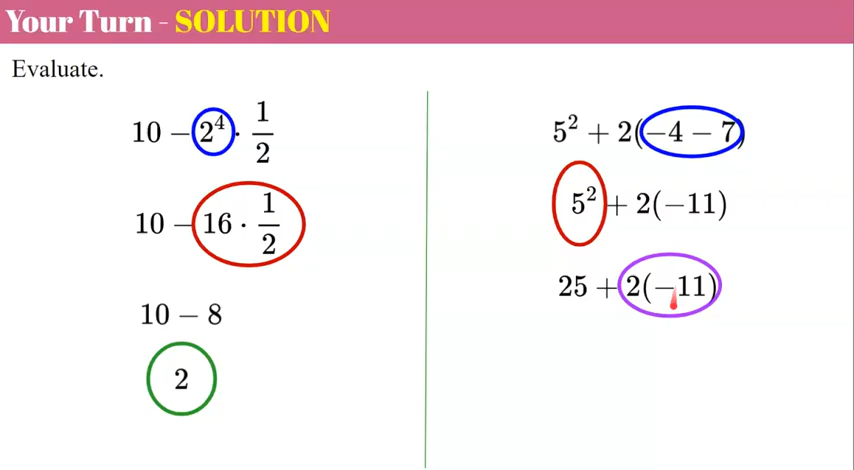 Your Turn - SOLUTION
Evaluate.
10 − 2⁴ · 1/2
10 − 16 · 1/2
10 − 8
2
5² + 2(−4 − 7)
5² + 2(−11)
25 + 2(−11)